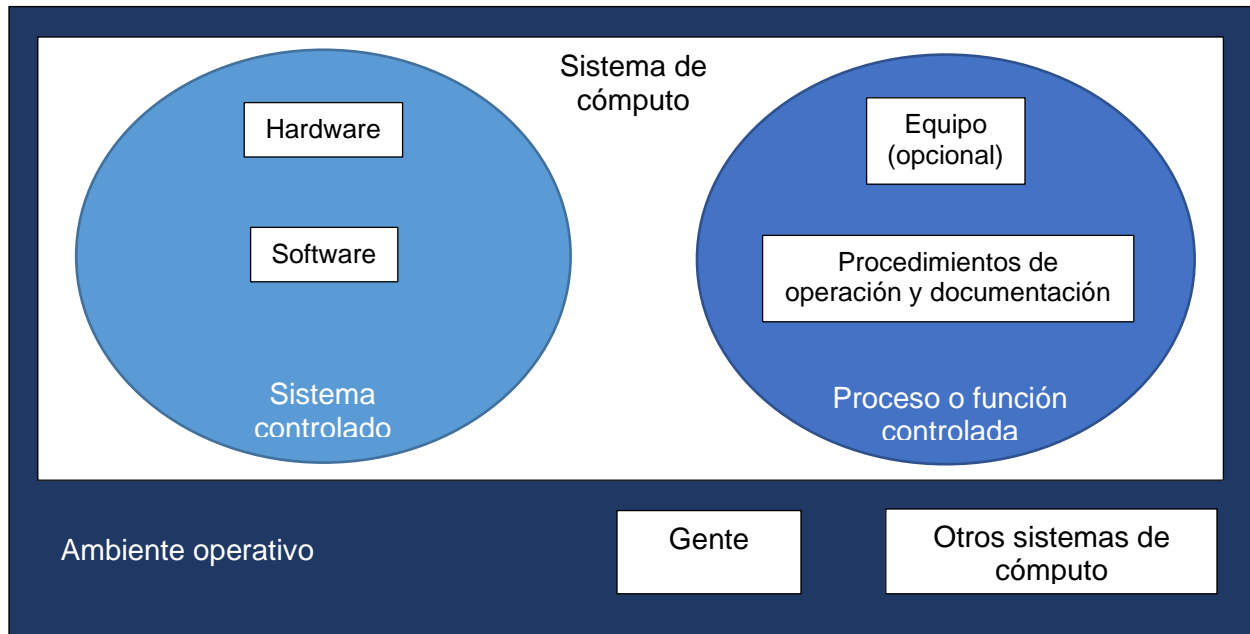 Sistema de
cómputo
Hardware
Software
Sistema
controlado
Equipo
(opcional)
Procedimientos de
operación y documentación
Proceso o función
controlada
Ambiente operativo
Gente
Otros sistemas de
cómputo